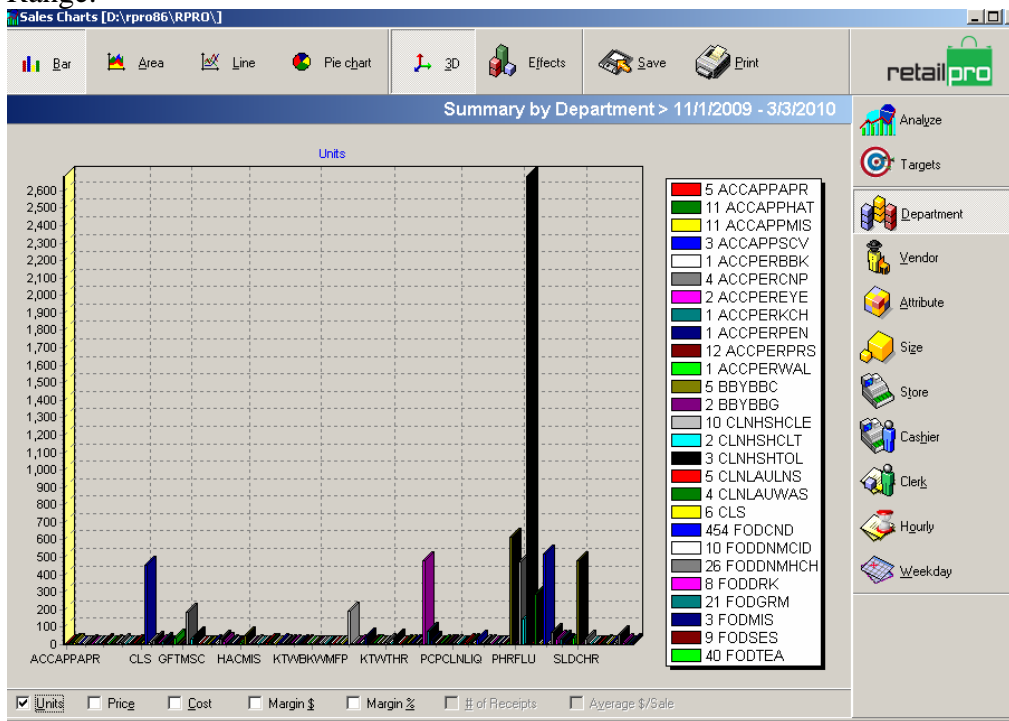 Range:
Sales Charts [D:\rpro86\RPRO\]
Bar Area Line Pie chart 3D Effects Save Print
retail pro
Summary by Department > 11/1/2009 - 3/3/2010
Analyze
Targets
Department
Vendor
Attribute
Size
Store
Cashier
Clerk
Hourly
Weekday
Units
2,600
2,500
2,400
2,300
2,200
2,100
2,000
1,900
1,800
1,700
1,600
1,500
1,400
1,300
1,200
1,100
1,000
900
800
700
600
500
400
300
200
100
0
ACCAPPAPR CLS GFTMSC HACMIS KTWBKWMFP KTWTHR PCPCLNLIQ PHRFLU SLDCHR
5 ACCAPPAPR
11 ACCAPPHAT
11 ACCAPPMIS
3 ACCAPPSCV
1 ACCPERBBK
4 ACCPERCNP
2 ACCPEREYE
1 ACCPERKCH
1 ACCPERPEN
12 ACCPERPRS
1 ACCPERWAL
5 BBYBBC
2 BBYBBG
10 CLNHSHCLE
2 CLNHSHCLT
3 CLNHSHTOL
5 CLNLAULNS
4 CLNLAUWAS
6 CLS
454 FODCND
10 FODDNMCID
26 FODDNMHCH
8 FODDRK
21 FODGRM
3 FODMIS
9 FODSES
40 FODTEA
Units Price Cost Margin $ Margin % # of Receipts Average $/Sale